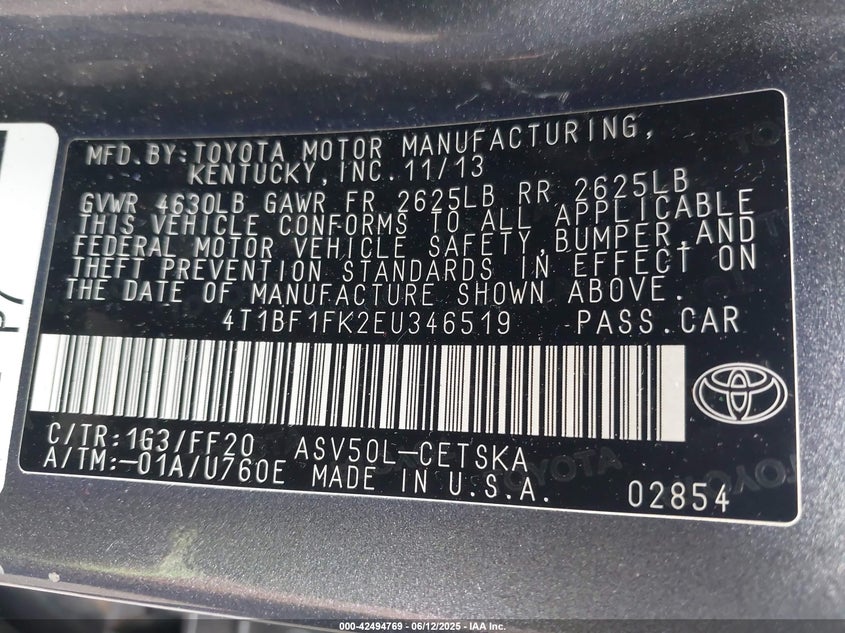 MFD.BY:TOYOTA MOTOR MANUFACTURING,
KENTUCKY,INC.11/13
GVWR 4630LB GAWR FR 2625LB RR 2625LB
THIS VEHICLE CONFORMS TO ALL APPLICABLE
FEDERAL MOTOR VEHICLE SAFETY,BUMPER,AND
THEFT PREVENTION STANDARDS IN EFFECT ON
THE DATE OF MANUFACTURE SHOWN ABOVE.
4T1BF1FK2EU346519 PASS.CAR
C/TR:1G3/FF20 ASV50L-CETSKA
A/TM:-01A/U760E MADE IN U.S.A.
02854
000-42494769 - 06/12/2025 - IAA Inc.